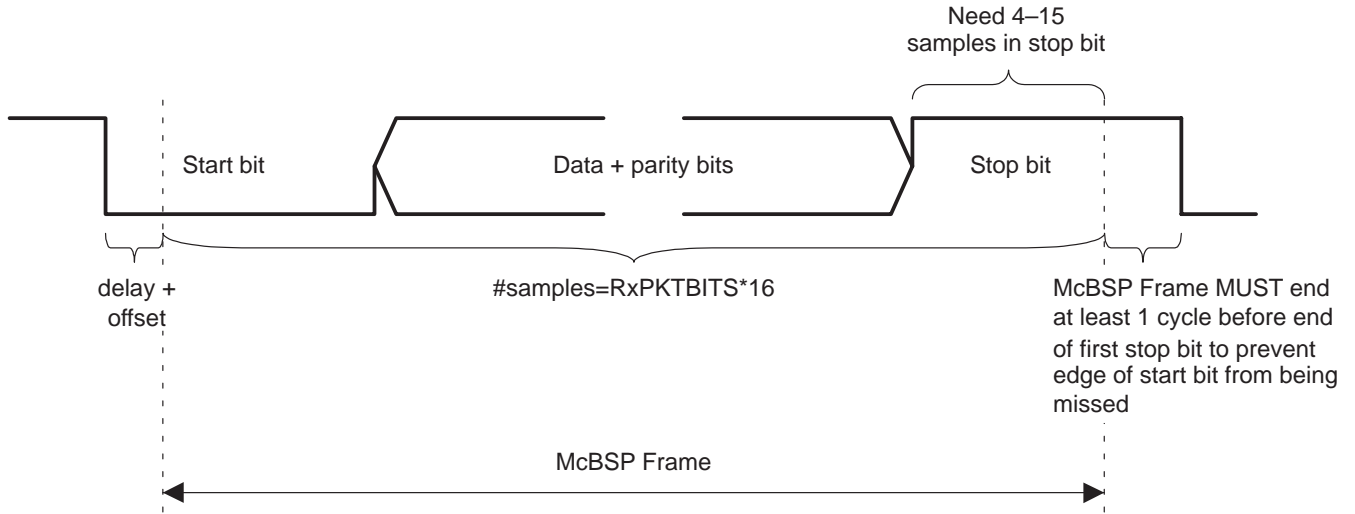 Need 4–15
samples in stop bit
Start bit
Data + parity bits
Stop bit
delay +
offset
#samples=RxPKTBITS*16
McBSP Frame MUST end
at least 1 cycle before end
of first stop bit to prevent
edge of start bit from being
missed
McBSP Frame